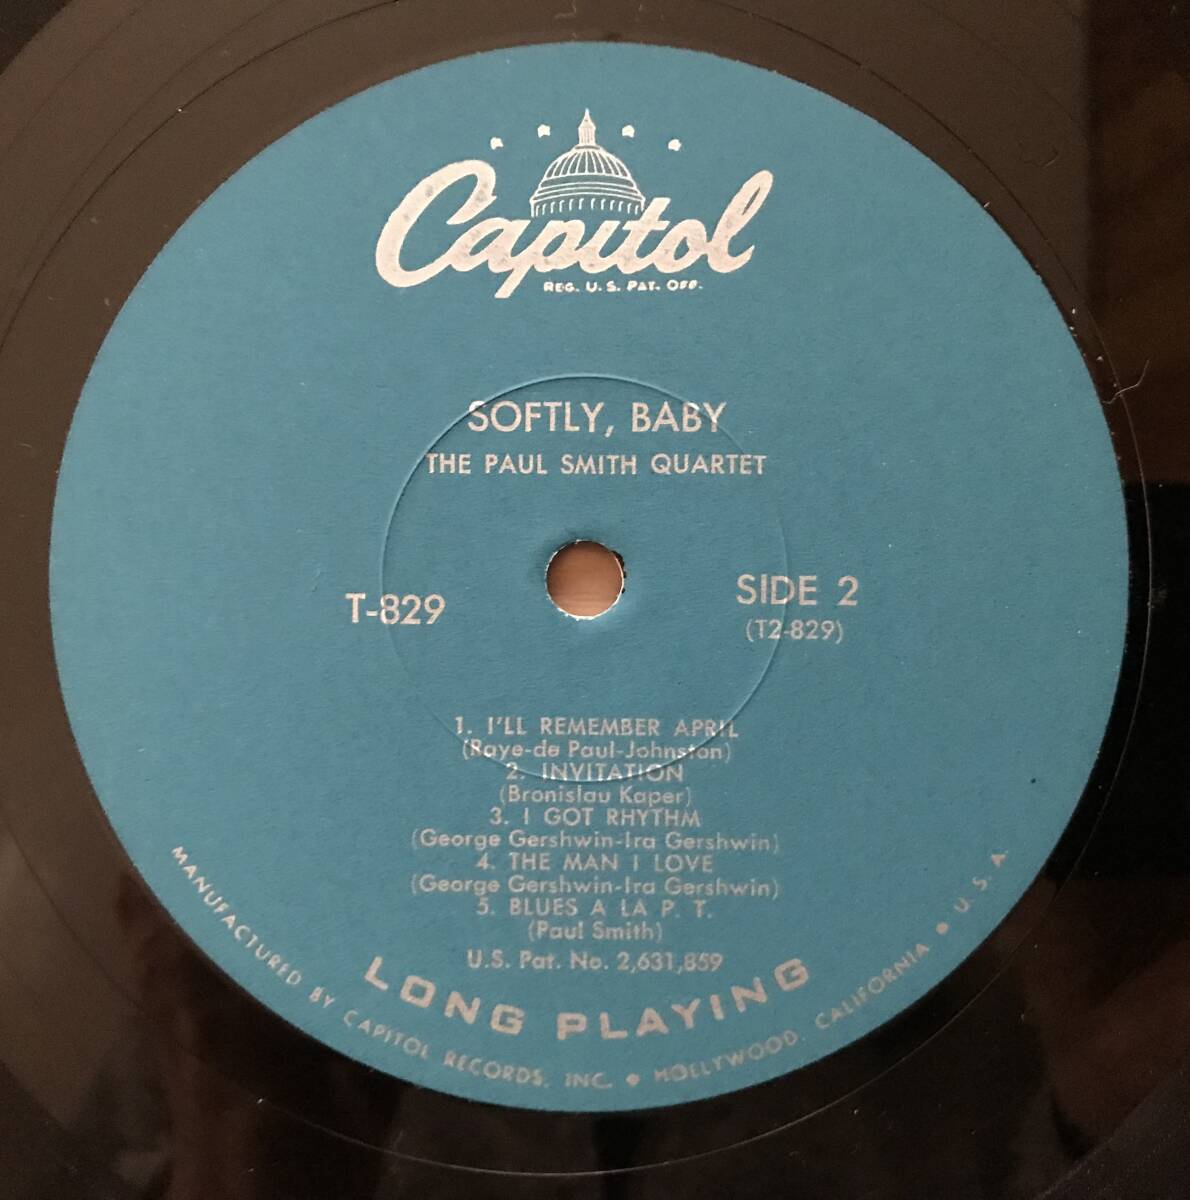 Capitol
REG. U. S. PAT. OFF.
SOFTLY, BABY
THE PAUL SMITH QUARTET
T-829
SIDE 2
(T2-829)
1. I'LL REMEMBER APRIL
(Raye-de Paul-Johnston)
2. INVITATION
(Bronislau Kaper)
3. I GOT RHYTHM
(George Gershwin-Ira Gershwin)
4. THE MAN I LOVE
(George Gershwin-Ira Gershwin)
5. BLUES A LA P. T.
(Paul Smith)
U.S. Pat. No. 2,631,859
LONG PLAYING
MANUFACTURED BY CAPITOL RECORDS, INC. • HOLLYWOOD, CALIFORNIA • U. S. A.